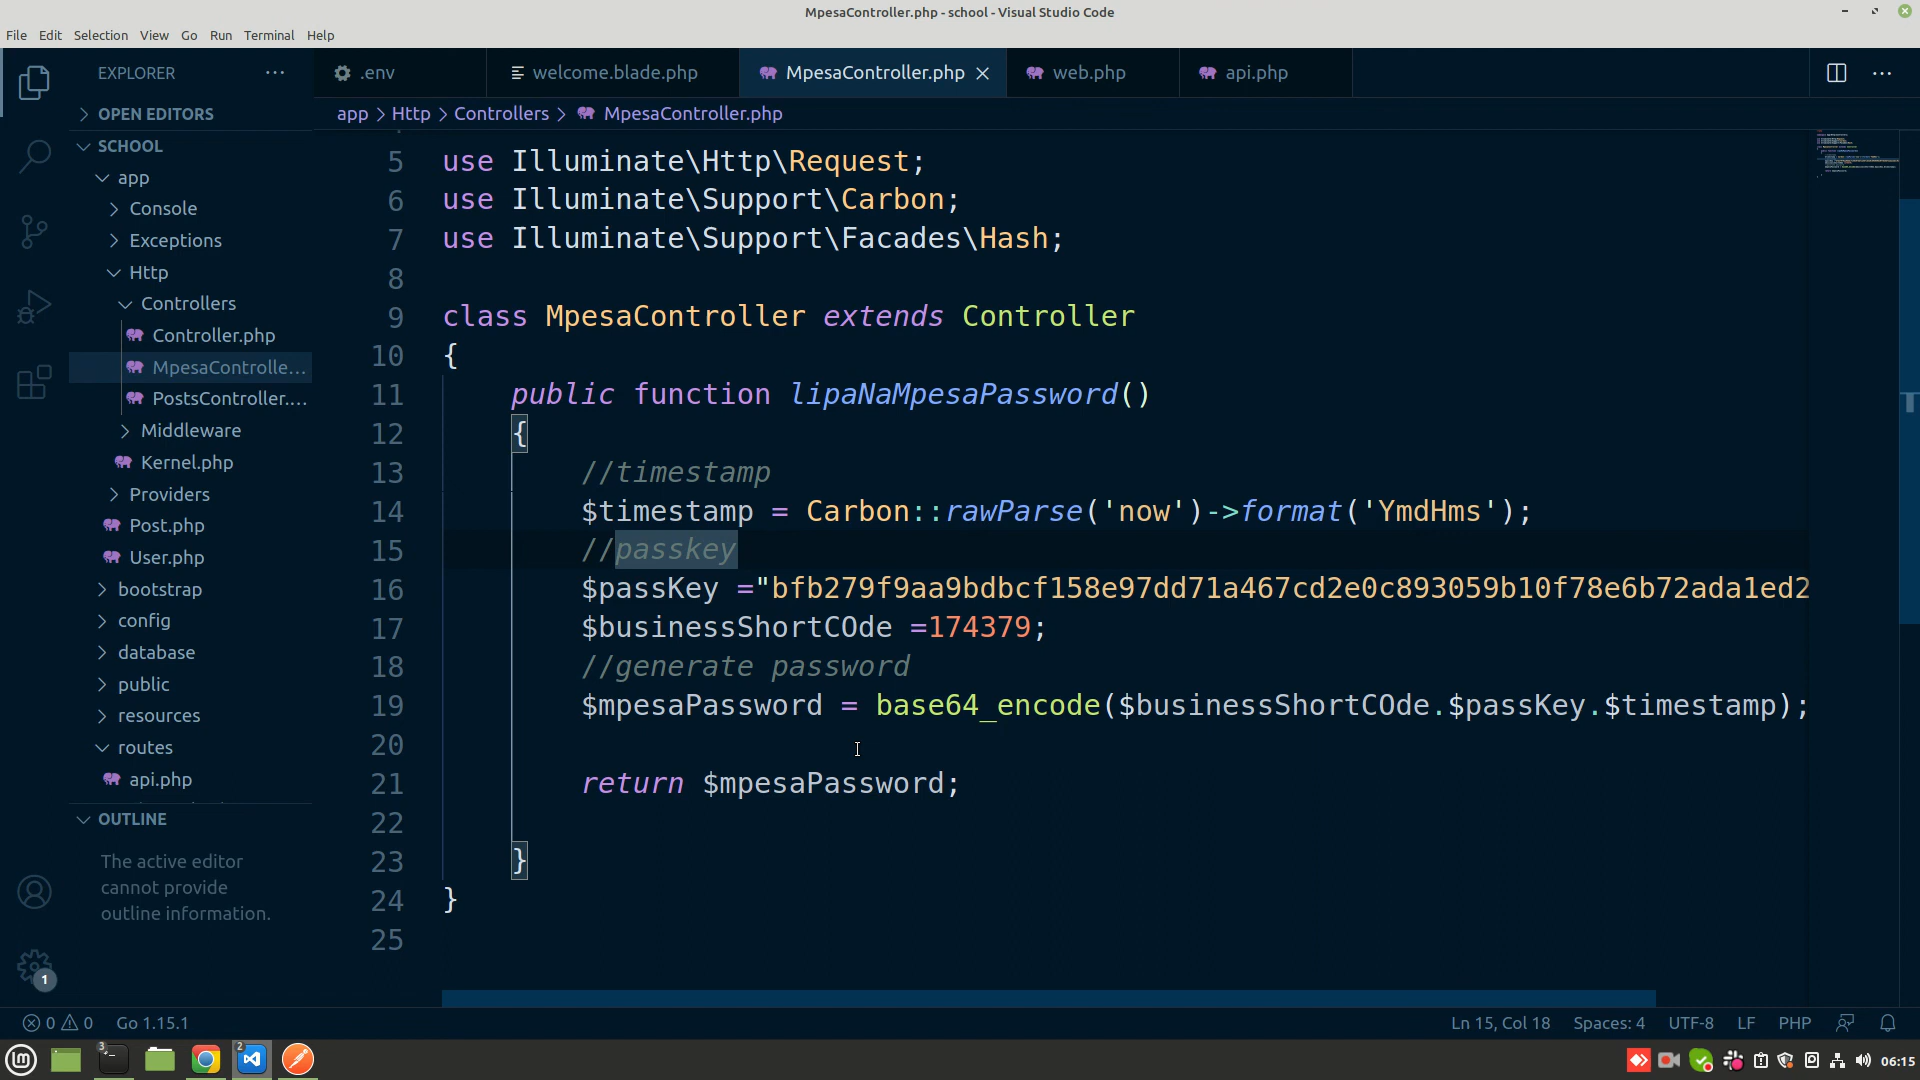 MpesaController.php - school - Visual Studio Code
File Edit Selection View Go Run Terminal Help
EXPLORER
.env
welcome.blade.php
MpesaController.php
web.php
api.php
OPEN EDITORS
app > Http > Controllers > MpesaController.php
SCHOOL
app
Console
Exceptions
Http
Controllers
Controller.php
MpesaControlle...
PostsController....
Middleware
Kernel.php
Providers
Post.php
User.php
bootstrap
config
database
public
resources
routes
api.php
OUTLINE
The active editor
cannot provide
outline information.
1
5 use Illuminate\Http\Request;
6 use Illuminate\Support\Carbon;
7 use Illuminate\Support\Facades\Hash;
8
9 class MpesaController extends Controller
10 {
11 public function lipaNaMpesaPassword()
12 {
13 //timestamp
14 $timestamp = Carbon::rawParse('now')->format('YmdHms');
15 //passkey
16 $passKey ="bfb279f9aa9bdbcf158e97dd71a467cd2e0c893059b10f78e6b72ada1ed2
17 $businessShortCOde =174379;
18 //generate password
19 $mpesaPassword = base64_encode($businessShortCOde.$passKey.$timestamp);
20
21 return $mpesaPassword;
22
23 }
24 }
25
0 0 Go 1.15.1
Ln 15, Col 18 Spaces: 4 UTF-8 LF PHP
3 2
06:15